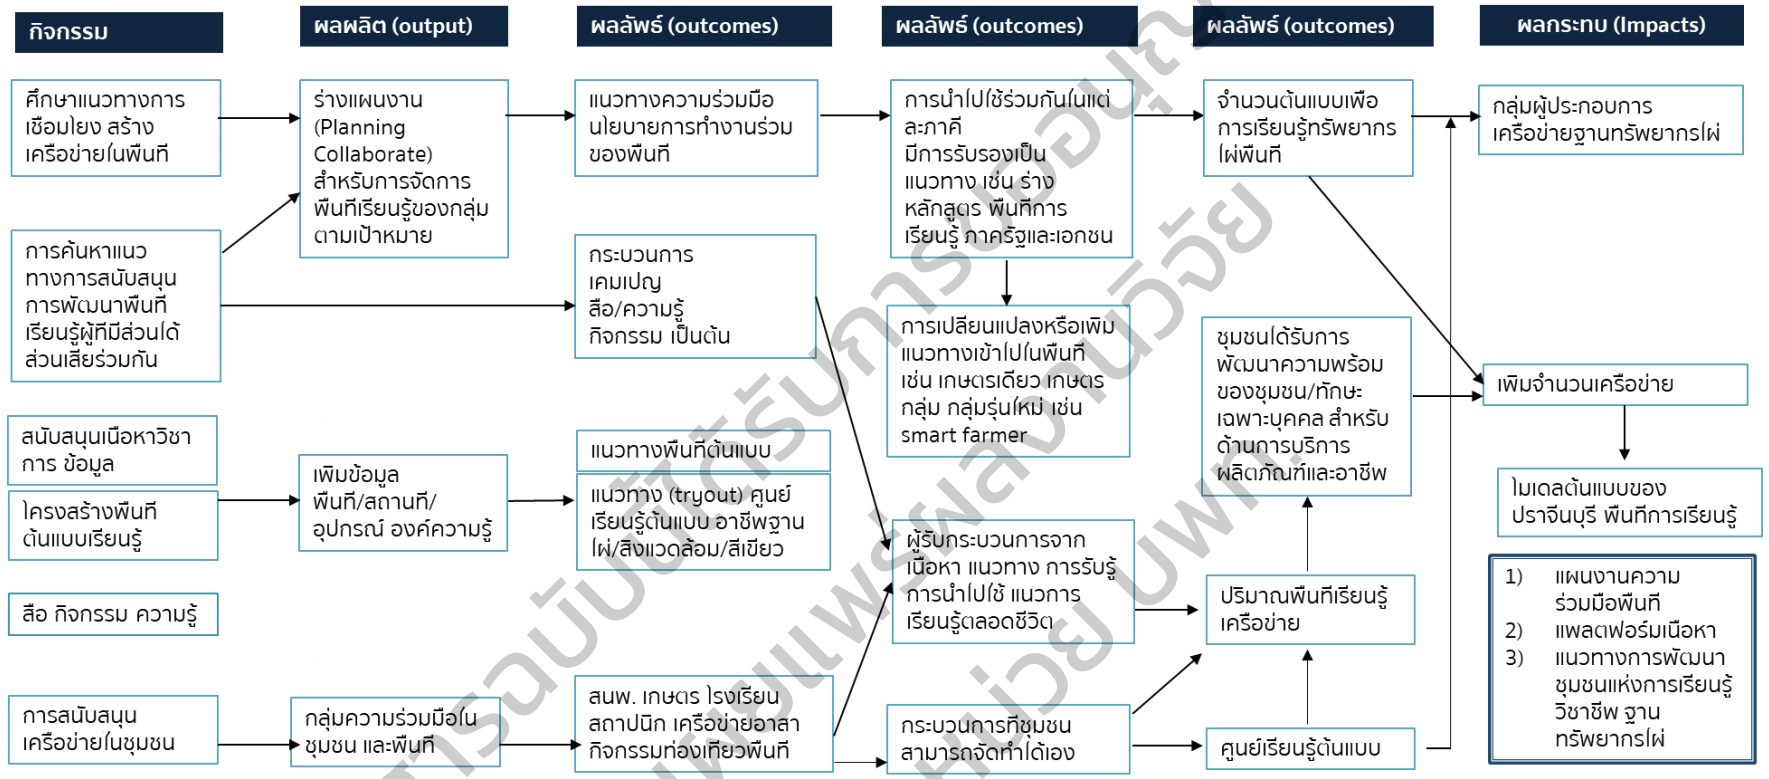 กิจกรรม
ผลผลิต (output)
ผลลัพธ์ (outcomes)
ผลลัพธ์ (outcomes)
ผลลัพธ์ (outcomes)
ผลกระทบ (Impacts)
ศึกษาแนวทางการ
เชื่อมโยง สร้าง
เครือข่ายในพื้นที่
การค้นหาแนว
ทางการสนับสนุน
การพัฒนาพื้นที่
เรียนรู้ผู้ที่มีส่วนได้
ส่วนเสียร่วมกัน
สนับสนุนเนื้อหาวิชา
การ ข้อมูล
โครงสร้างพื้นที่
ต้นแบบเรียนรู้
สื่อ กิจกรรม ความรู้
การสนับสนุน
เครือข่ายในชุมชน
ร่างแผนงาน
(Planning
Collaborate)
สำหรับการจัดการ
พื้นที่เรียนรู้ของกลุ่ม
ตามเป้าหมาย
เพิ่มข้อมูล
พื้นที่/สถานที่/
อุปกรณ์ องค์ความรู้
กลุ่มความร่วมมือใน
ชุมชน และพื้นที่
แนวทางความร่วมมือ
นโยบายการทำงานร่วม
ของพื้นที่
กระบวนการ
เคมเปญ
สื่อ/ความรู้
กิจกรรม เป็นต้น
แนวทางพื้นที่ต้นแบบ
แนวทาง (tryout) ศูนย์
เรียนรู้ต้นแบบ อาชีพฐาน
ไผ่/สิ่งแวดล้อม/สีเขียว
สนพ. เกษตร โรงเรียน
สถาปนิก เครือข่ายอาสา
กิจกรรมท่องเที่ยวพื้นที่
การนำไปใช้ร่วมกันในแต่
ละภาคี
มีการรับรองเป็น
แนวทาง เช่น ร่าง
หลักสูตร พื้นที่การ
เรียนรู้ ภาครัฐและเอกชน
การเปลี่ยนแปลงหรือเพิ่ม
แนวทางเข้าไปในพื้นที่
เช่น เกษตรเดี่ยว เกษตร
กลุ่ม กลุ่มรุ่นใหม่ เช่น
smart farmer
ผู้รับกระบวนการจาก
เนื้อหา แนวทาง การรับรู้
การนำไปใช้ แนวการ
เรียนรู้ตลอดชีวิต
กระบวนการที่ชุมชน
สามารถจัดทำได้เอง
จำนวนต้นแบบเพื่อ
การเรียนรู้ทรัพยากร
ไผ่พื้นที่
ชุมชนได้รับการ
พัฒนาความพร้อม
ของชุมชน/ทักษะ
เฉพาะบุคคล สำหรับ
ด้านการบริการ
ผลิตภัณฑ์และอาชีพ
ปริมาณพื้นที่เรียนรู้
เครือข่าย
ศูนย์เรียนรู้ต้นแบบ
กลุ่มผู้ประกอบการ
เครือข่ายฐานทรัพยากรไผ่
เพิ่มจำนวนเครือข่าย
โมเดลต้นแบบของ
ปราจีนบุรี พื้นที่การเรียนรู้
1) แผนงานความ
ร่วมมือพื้นที่
2) แพลตฟอร์มเนื้อหา
3) แนวทางการพัฒนา
ชุมชนแห่งการเรียนรู้
วิชาชีพ ฐาน
ทรัพยากรไผ่